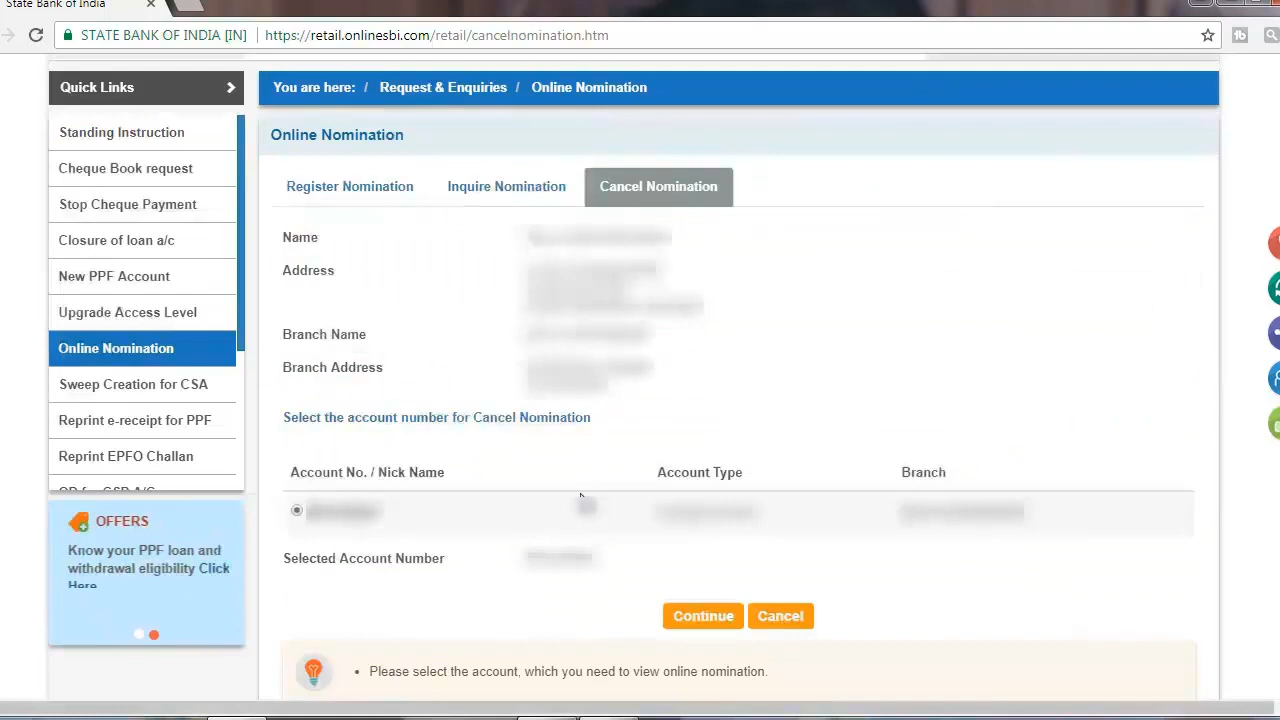 State Bank of India
STATE BANK OF INDIA [IN] https://retail.onlinesbi.com/retail/cancelnomination.htm
Quick Links
You are here: / Request & Enquiries / Online Nomination
Standing Instruction
Cheque Book request
Stop Cheque Payment
Closure of loan a/c
New PPF Account
Upgrade Access Level
Online Nomination
Sweep Creation for CSA
Reprint e-receipt for PPF
Reprint EPFO Challan
OFFERS
Know your PPF loan and
withdrawal eligibility Click
Here
Online Nomination
Register Nomination Inquire Nomination Cancel Nomination
Name
Address
Branch Name
Branch Address
Select the account number for Cancel Nomination
Account No. / Nick Name Account Type Branch
Selected Account Number
Continue Cancel
• Please select the account, which you need to view online nomination.